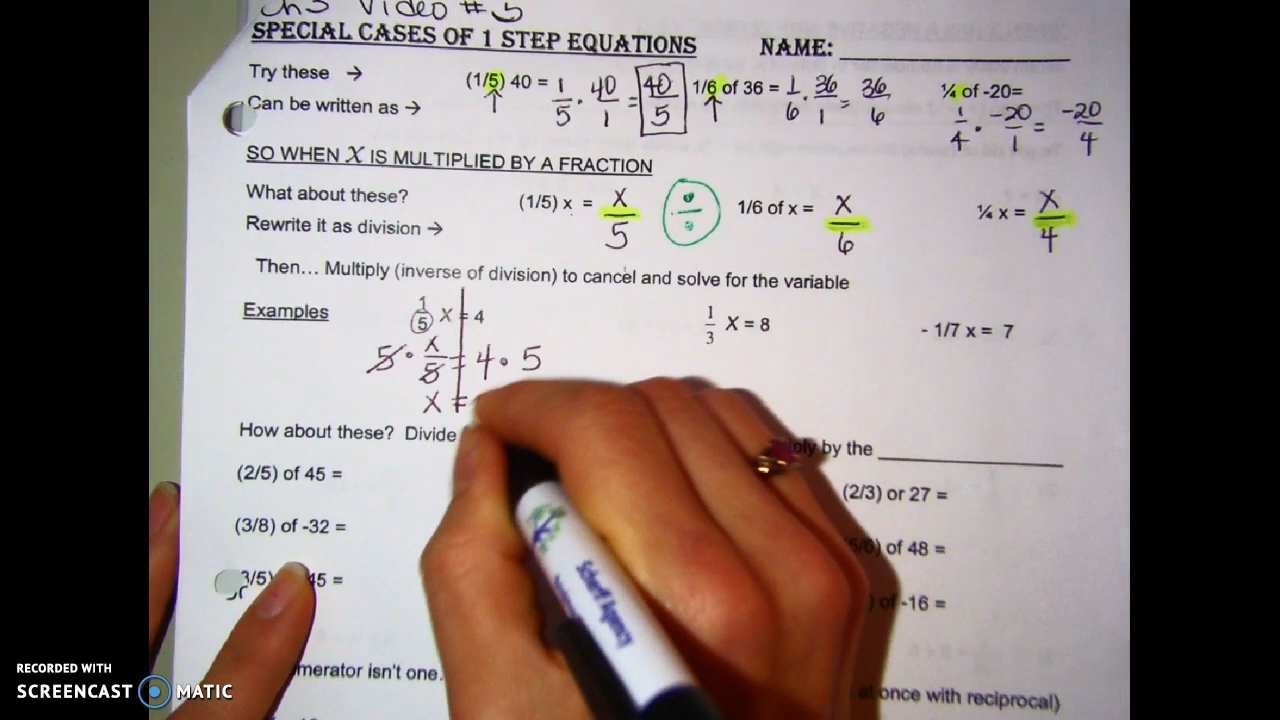 Ch3 Video #5
SPECIAL CASES OF 1 STEP EQUATIONS NAME:
Try these → (1/5) 40 = 1/5 · 40/1 = 40/5 1/6 of 36 = 1/6 · 36/1 = 36/6 ¼ of -20=
Can be written as → 1/4 · -20/1 = -20/4
SO WHEN X IS MULTIPLIED BY A FRACTION
What about these? (1/5) x = x/5 ÷ 1/6 of x = x/6 ¼ x = x/4
Rewrite it as division →
Then... Multiply (inverse of division) to cancel and solve for the variable
Examples 1/5 x = 4 1/3 X = 8 - 1/7 x = 7
5 · x/5 = 4 · 5
x =
How about these? Divide by the
(2/5) of 45 = (2/3) or 27 =
(3/8) of -32 = of 48 =
45 = of -16 =
isn't one. at once with reciprocal)
RECORDED WITH
SCREENCAST MATIC